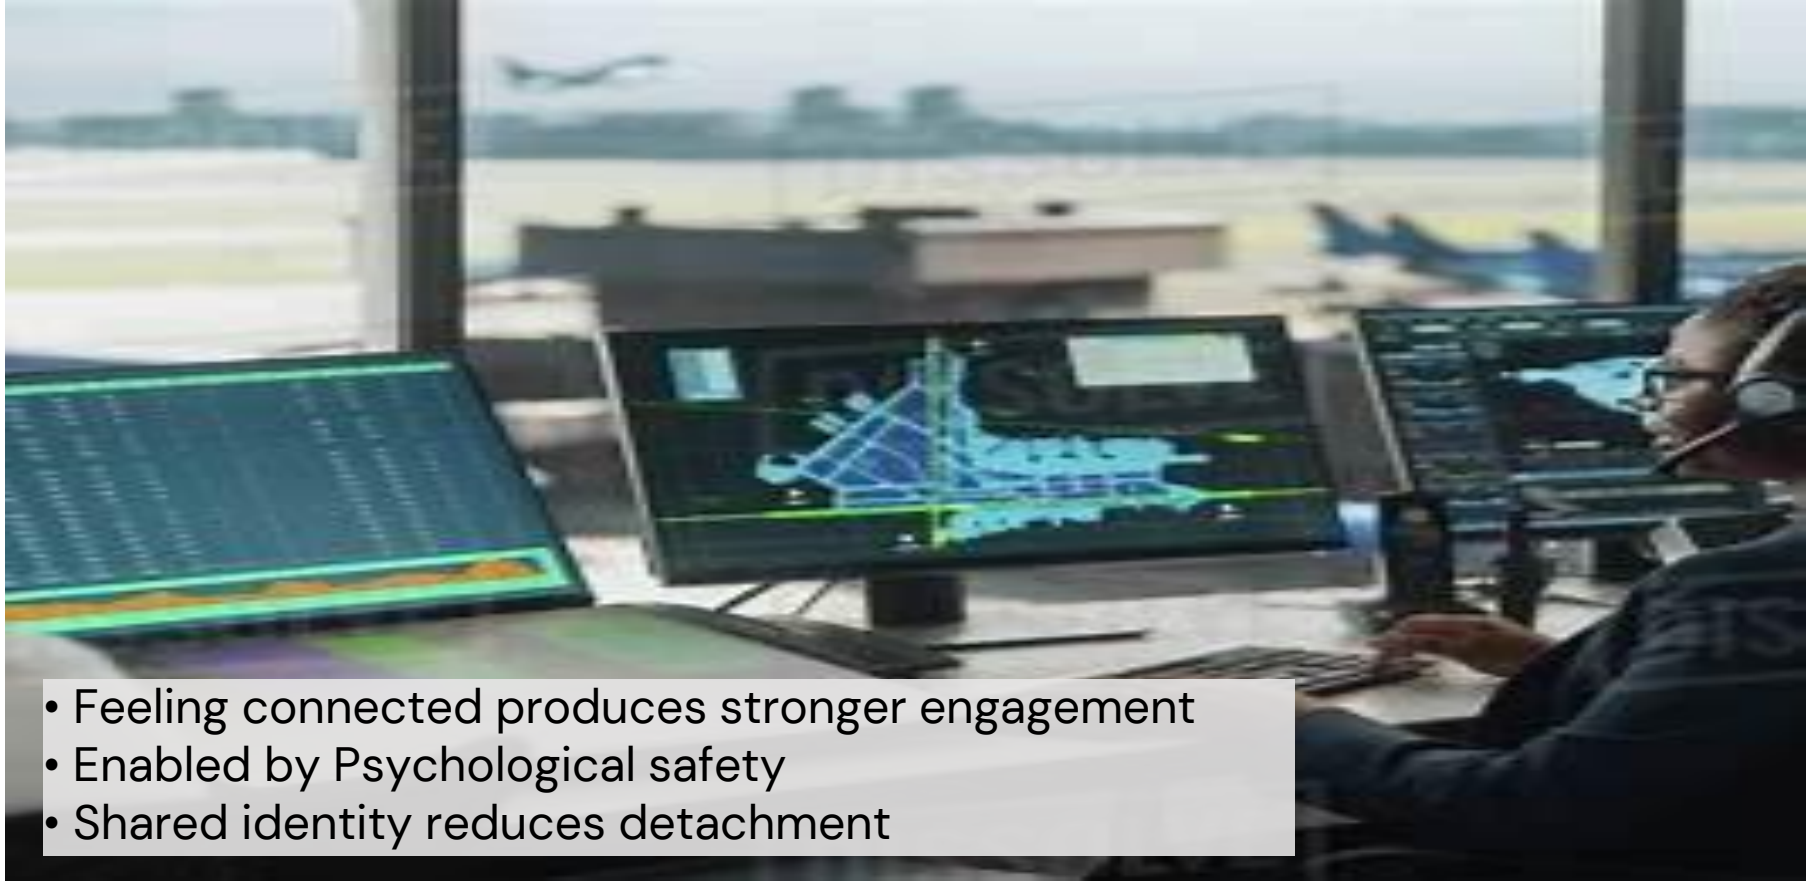 • Feeling connected produces stronger engagement
• Enabled by Psychological safety
• Shared identity reduces detachment